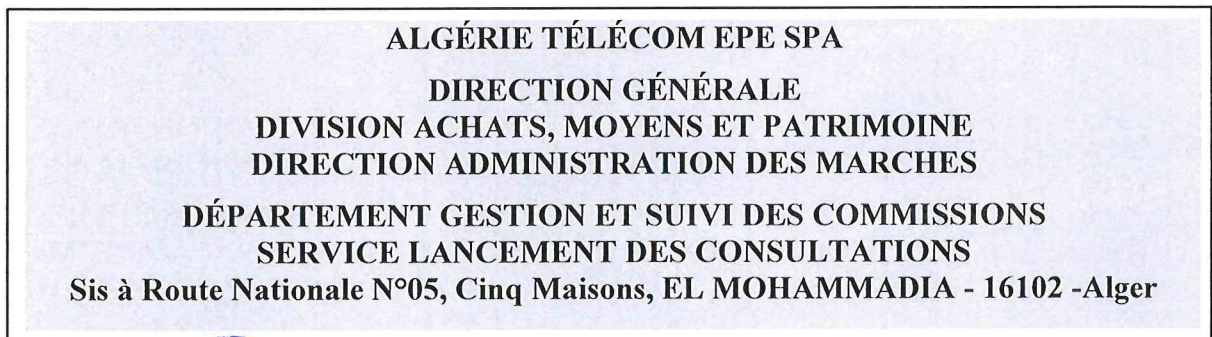 ALGÉRIE TÉLÉCOM EPE SPA
DIRECTION GÉNÉRALE
DIVISION ACHATS, MOYENS ET PATRIMOINE
DIRECTION ADMINISTRATION DES MARCHES
DÉPARTEMENT GESTION ET SUIVI DES COMMISSIONS
SERVICE LANCEMENT DES CONSULTATIONS
Sis à Route Nationale N°05, Cinq Maisons, EL MOHAMMADIA - 16102 -Alger